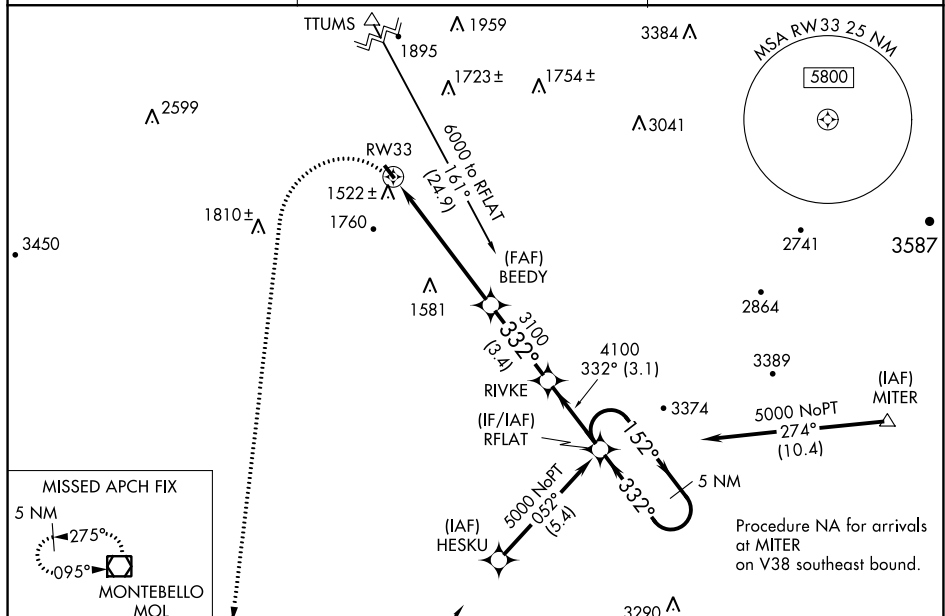 TTUMS
1959
1895
3384
MSA RW33 25 NM
5800
1723±
1754±
2599
3041
6000 to RFLAT
161°
(24.9)
RW33
1522±
1810±
1760
3450
2741
3587
(FAF)
BEEDY
1581
2864
3100
332°
(3.4)
4100
332° (3.1)
3389
RIVKE
(IAF)
MITER
(IF/IAF)
RFLAT
3374
5000 NoPT
274°
(10.4)
152°
332°
5 NM
MISSED APCH FIX
5 NM
275°
095°
MONTEBELLO
MOL
5000 NoPT
052°
(5.4)
(IAF)
HESKU
Procedure NA for arrivals
at MITER
on V38 southeast bound.
3290